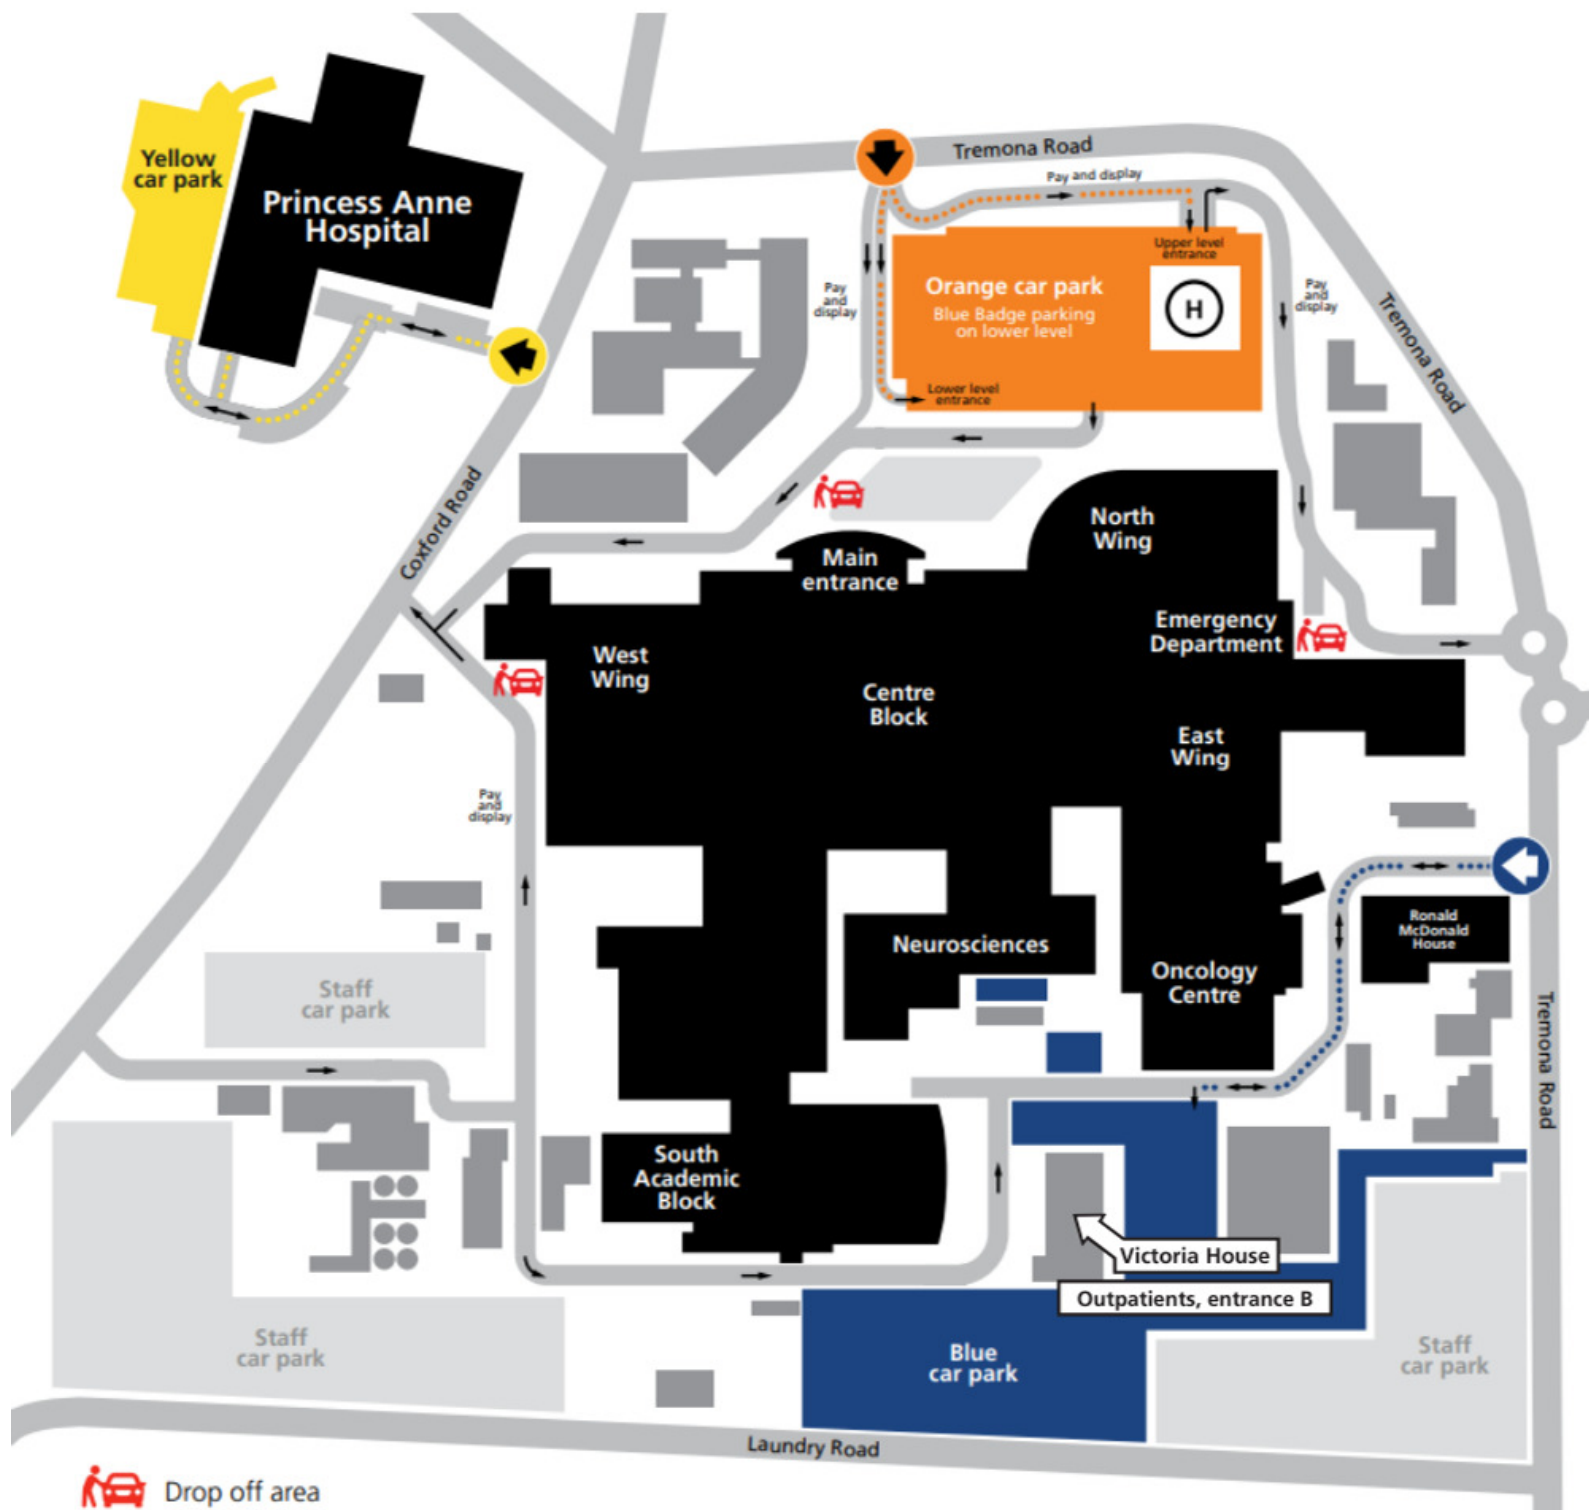 Yellow
car park
Princess Anne
Hospital
Tremona Road
Pay and display
Upper level
entrance
Orange car park
Blue Badge parking
on lower level
H
Pay
and
display
Pay
and
display
Tremona Road
Lower level
entrance
Coxford Road
North
Wing
Main
entrance
Emergency
Department
West
Wing
Centre
Block
East
Wing
Pay
and
display
Ronald
McDonald
House
Neurosciences
Oncology
Centre
Staff
car park
Tremona Road
South
Academic
Block
Victoria House
Outpatients, entrance B
Staff
car park
Blue
car park
Staff
car park
Laundry Road
Drop off area